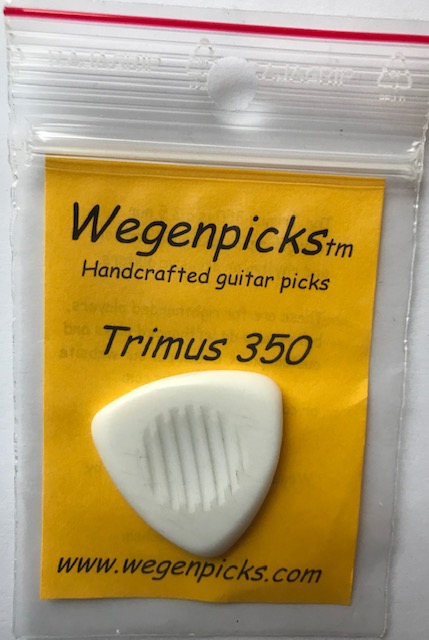 Wegenpickstm
Handcrafted guitar picks
Trimus 350
www.wegenpicks.com